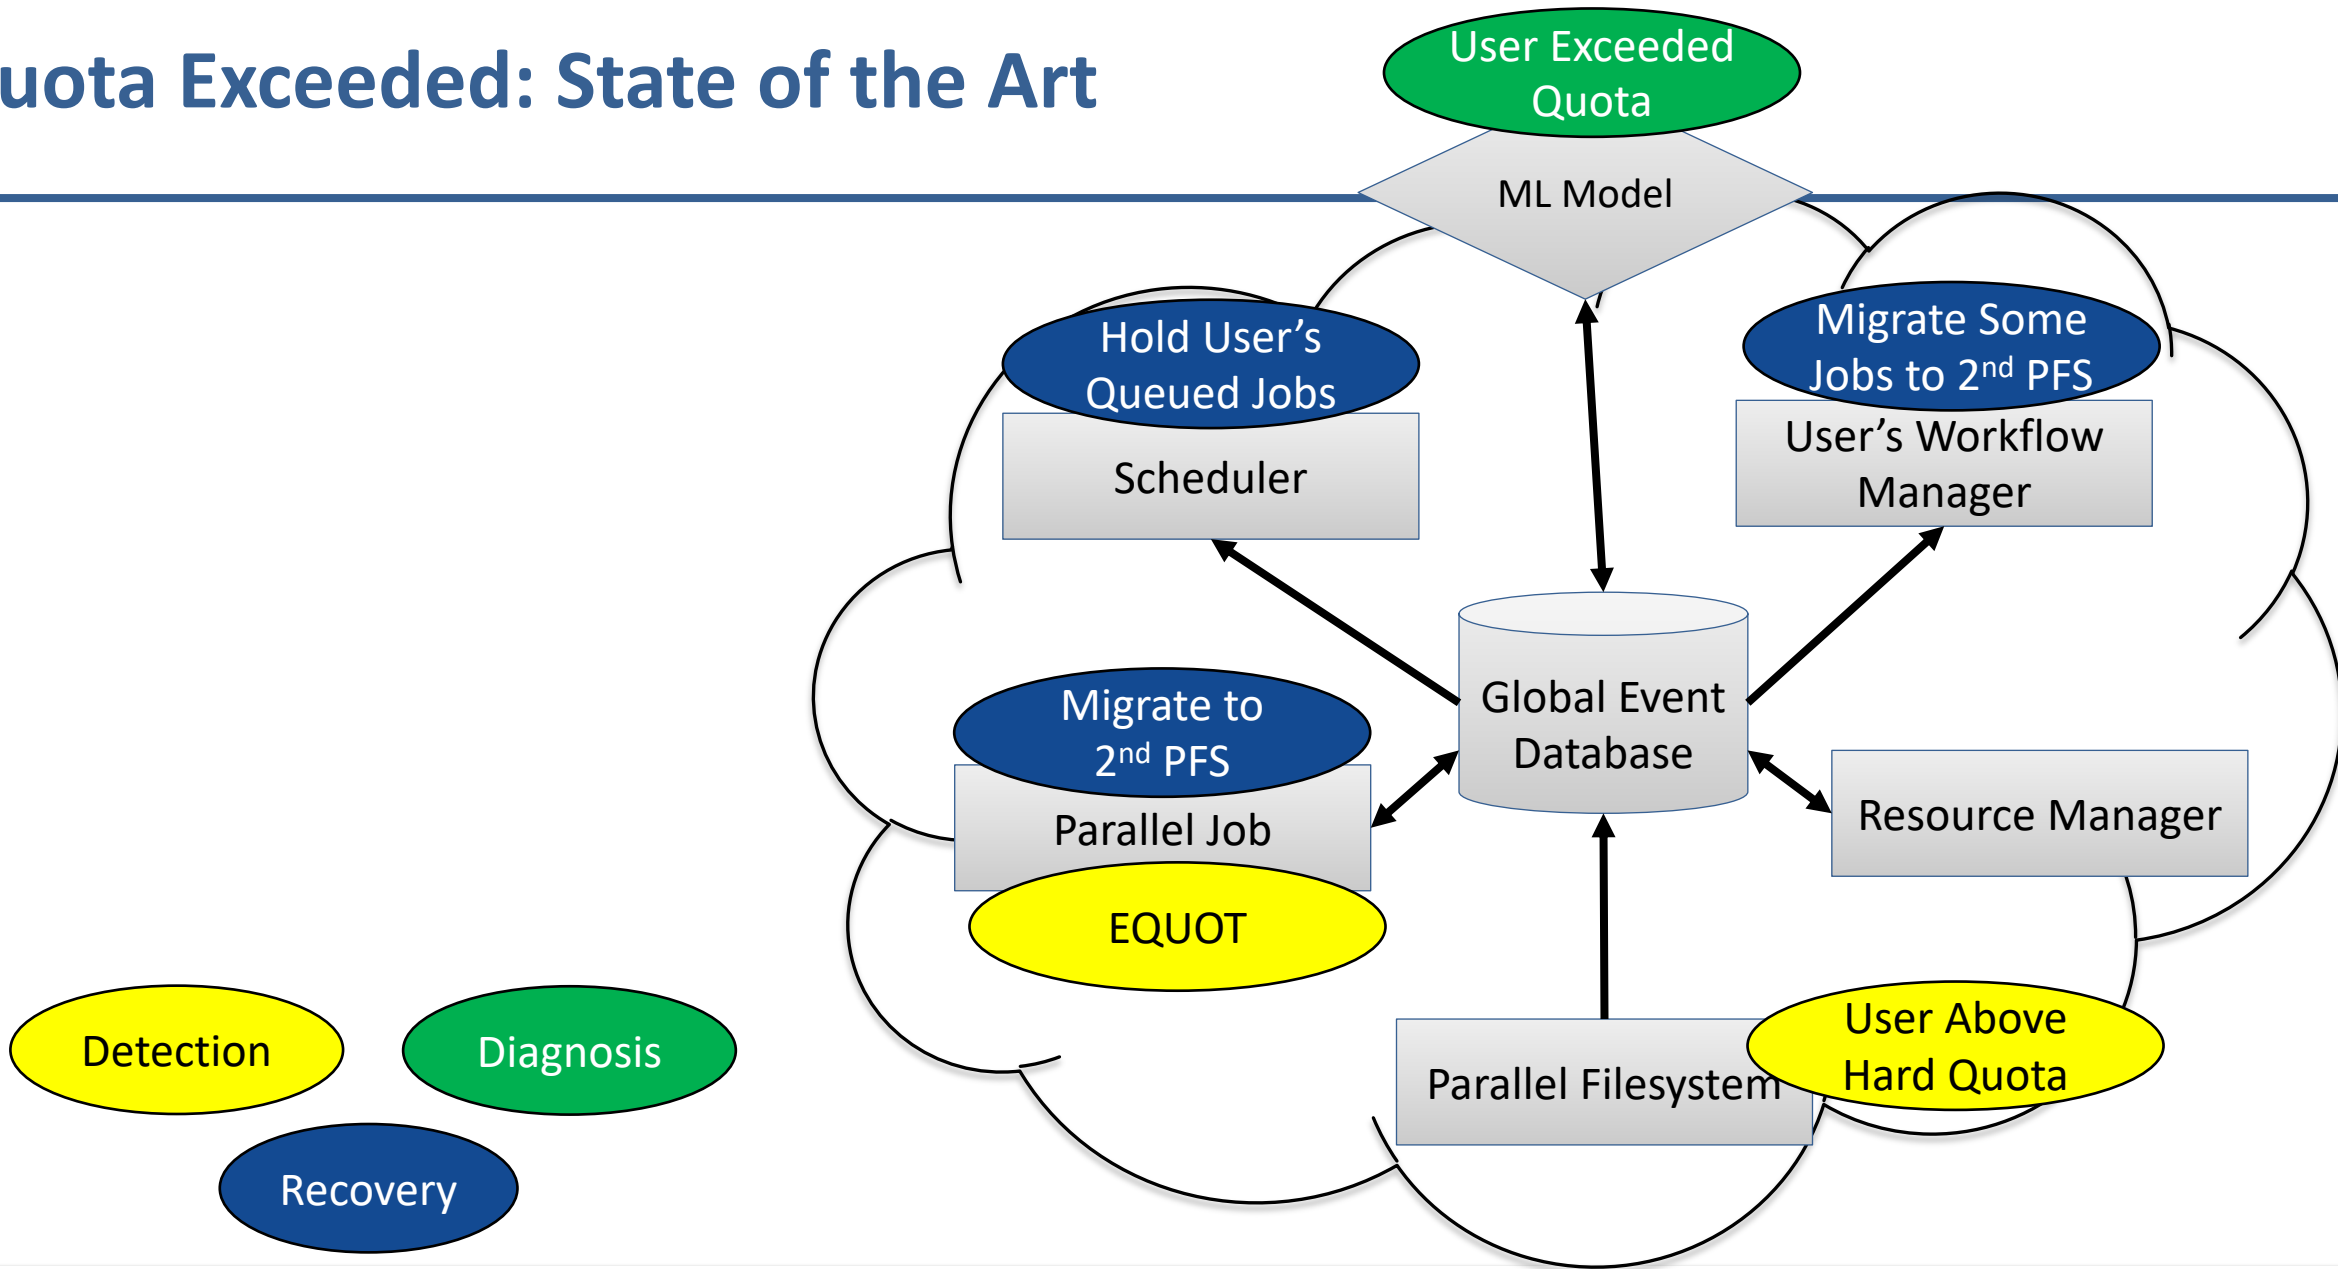 uota Exceeded: State of the Art
User Exceeded
Quota
ML Model
Hold User's
Queued Jobs
Scheduler
Migrate Some
Jobs to 2nd PFS
User's Workflow
Manager
Global Event
Database
Migrate to
2nd PFS
Parallel Job
EQUOT
Resource Manager
Parallel Filesystem
User Above
Hard Quota
Detection
Diagnosis
Recovery